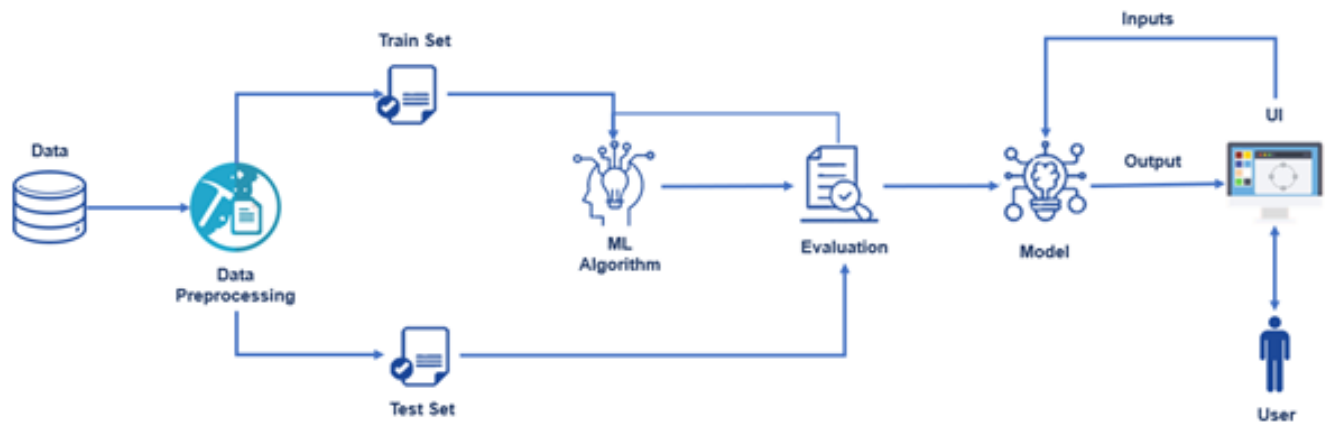 Inputs
Train Set
UI
Data
Output
ML
Algorithm
Evaluation
Model
Data
Preprocessing
Test Set
User